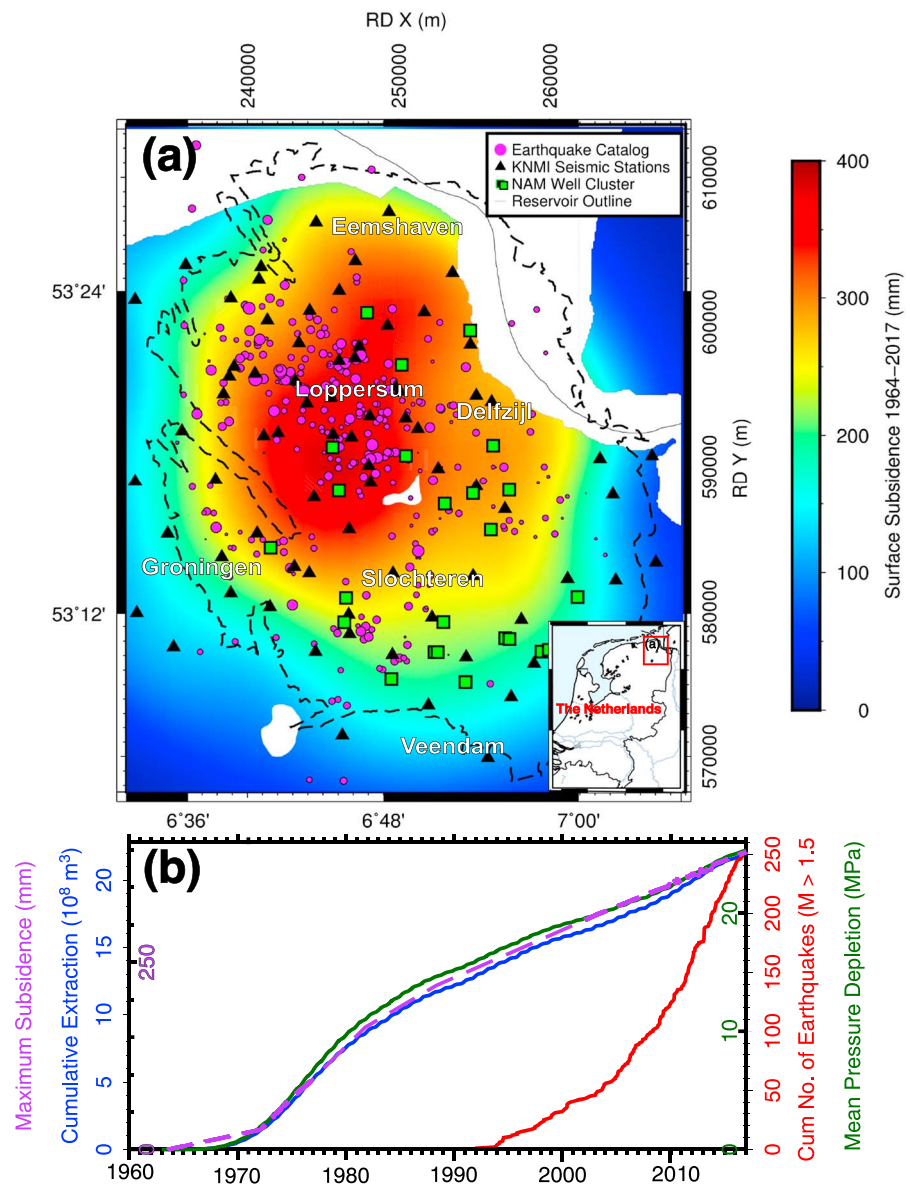 RD X (m)
240000
250000
260000
(a)
Earthquake Catalog
KNMI Seismic Stations
NAM Well Cluster
Reservoir Outline
Eemshaven
Loppersum
Delfzijl
Groningen
Slochteren
Veendam
53˚24'
53˚12'
6˚36'
6˚48'
7˚00'
610000
600000
590000
580000
570000
RD Y (m)
(a)
The Netherlands
400
300
200
100
0
Surface Subsidence 1964–2017 (mm)
(b)
Maximum Subsidence (mm)
250
0
Cumulative Extraction (10⁸ m³)
20
15
10
5
0
250
200
150
100
50
0
Cum No. of Earthquakes (M > 1.5
20
10
0
Mean Pressure Depletion (MPa)
1960
1970
1980
1990
2000
2010